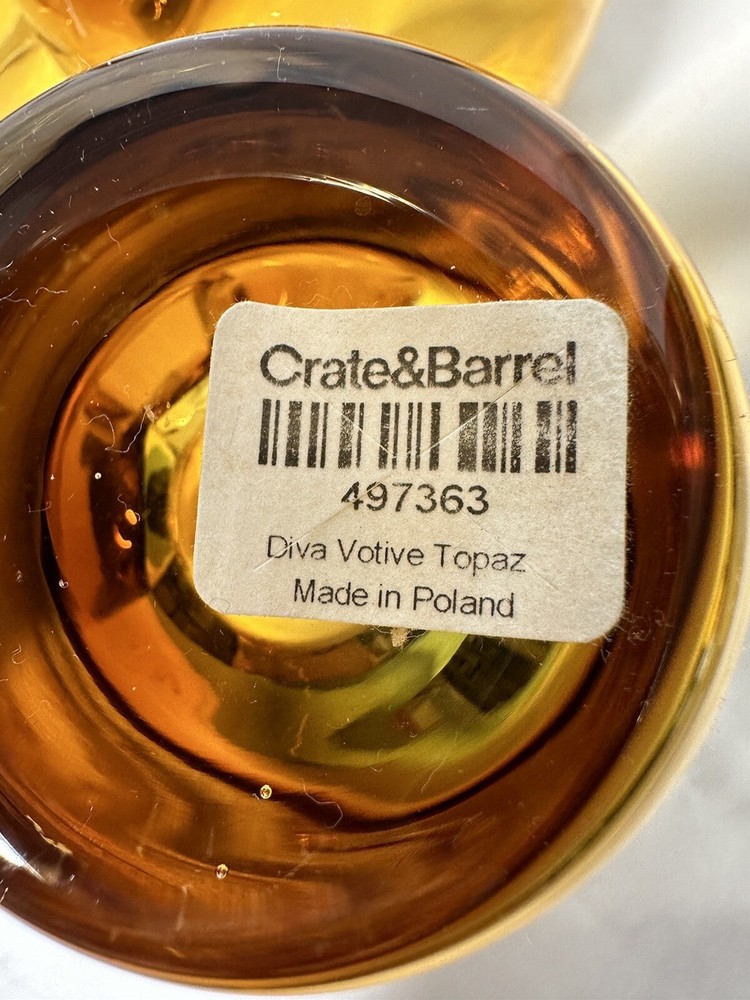 Crate&Barrel
497363
Diva Votive Topaz
Made in Poland